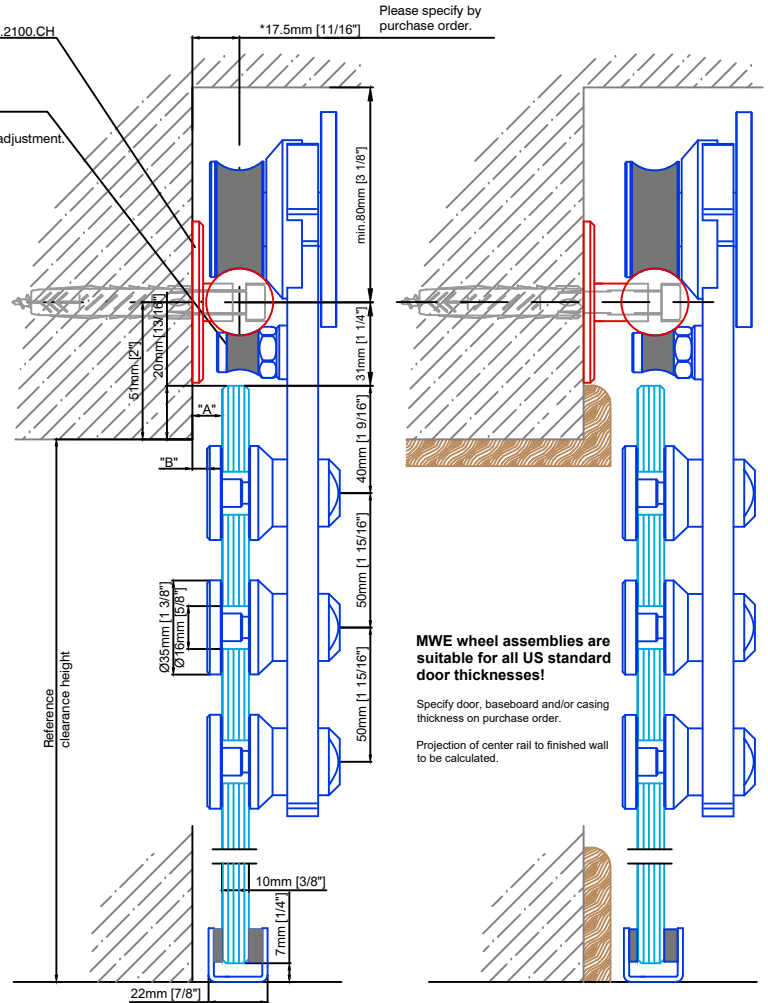 Please specify by
purchase order.
*17.5mm [11/16"]
.2100.CH
adjustment.
min.80mm [3 1/8"]
31mm [1 1/4"]
20mm [13/16"]
51mm [2"]
"A"
"B"
40mm [1 9/16"]
50mm [1 15/16"]
50mm [1 15/16"]
Ø35mm [1 3/8"]
Ø16mm [5/8"]
Reference
clearance height
MWE wheel assemblies are
suitable for all US standard
door thicknesses!
Specify door, baseboard and/or casing
thickness on purchase order.
Projection of center rail to finished wall
to be calculated.
10mm [3/8"]
7mm [1/4"]
22mm [7/8"]